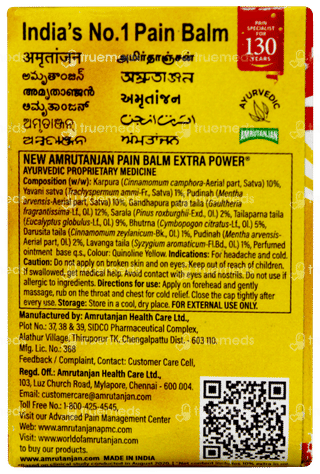 India's No.1 Pain Balm
PAIN
SPECIALIST
FOR
130
YEARS
अमृतांजन அமிர்தாஞ்சன்
అమృతాంజన్ অমৃতাঞ্জন
അമൃതാഞ്ജൻ અમૃતાંજન
ಅಮೃತಾಂಜನ್
अमृतांजन
AYURVEDIC
AMRUTANJAN
NEW AMRUTANJAN PAIN BALM EXTRA POWER®
AYURVEDIC PROPRIETARY MEDICINE
Composition (w/w): Karpura (Cinnamomum camphora-Aerial part, Satva) 10%,
Yavani satva (Trachyspermum ammi-Fr., Satva) 1%, Pudinah (Mentha
arvensis-Aerial part, Satva) 10%, Gandhapura patra taila (Gaultheria
fragrantissima-Lf., Ol.) 12%, Sarala (Pinus roxburghii-Exd., Ol.) 2%, Tailaparna taila
(Eucalyptus globulus-Lf., Ol.) 9%, Bhutrna (Cymbopogon citratus-Lf., Ol.) 5%,
Darusita taila (Cinnamomum zeylanicum-Bk., Ol.) 1%, Pudinah (Mentha arvensis-
Aerial part, Ol.) 2%, Lavanga taila (Syzygium aromaticum-Fl.Bd., Ol.) 1%, Perfumed
ointment base q.s., Colour: Quinoline Yellow. Indications: For headache and cold.
Caution: Do not apply on broken skin and on eyes. Keep out of reach of children.
If swallowed, get medical help. Avoid contact with eyes and nostrils. Do not use if
allergic to ingredients. Directions for use: Apply on forehead and gently
massage, rub on the throat and chest for cold relief. Close the cap tightly after
every use. Storage: Store in a cool, dry place. FOR EXTERNAL USE ONLY.
Manufactured by: Amrutanjan Health Care Ltd.,
Plot No.: 37, 38 & 39, SIDCO Pharmaceutical Complex,
Alathur Village, Thiruporur TK, Chengalpattu Dist. - 603 110
Mfg. Lic. No.: 368
Feedback / Complaint, Contact: Customer Care Cell,
Regd. Off.: Amrutanjan Health Care Ltd.,
103, Luz Church Road, Mylapore, Chennai - 600 004.
Email: customercare@amrutanjan.com
Toll Free No.: 1-800-425-4545,
Visit our Advanced Pain Management Center
Web: www.amrutanjanapmc.com
Visit: www.worldofamrutanjan.com
to buy our products.
www.amrutanjan.com MADE IN INDIA